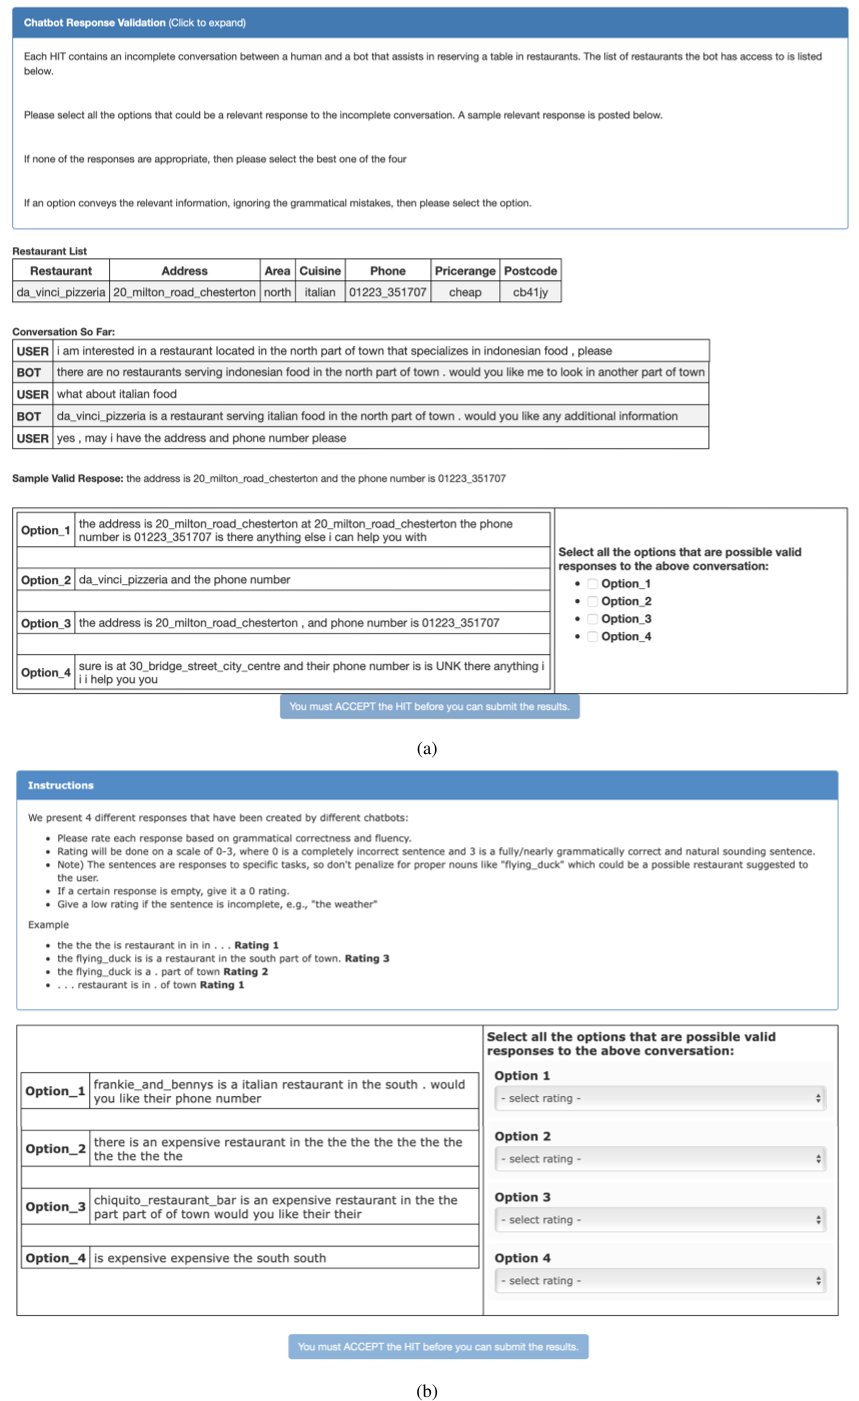 Chatbot Response Validation (Click to expand)
Each HIT contains an incomplete conversation between a human and a bot that assists in reserving a table in restaurants. The list of restaurants the bot has access to is listed
below.
Please select all the options that could be a relevant response to the incomplete conversation. A sample relevant response is posted below.
If none of the responses are appropriate, then please select the best one of the four
If an option conveys the relevant information, ignoring the grammatical mistakes, then please select the option.
Restaurant List
Restaurant Address Area Cuisine Phone Pricerange Postcode
da_vinci_pizzeria 20_milton_road_chesterton north italian 01223_351707 cheap cb41jy
Conversation So Far:
USER i am interested in a restaurant located in the north part of town that specializes in indonesian food , please
BOT there are no restaurants serving indonesian food in the north part of town . would you like me to look in another part of town
USER what about italian food
BOT da_vinci_pizzeria is a restaurant serving italian food in the north part of town . would you like any additional information
USER yes , may i have the address and phone number please
Sample Valid Respose: the address is 20_milton_road_chesterton and the phone number is 01223_351707
Option_1 the address is 20_milton_road_chesterton at 20_milton_road_chesterton the phone
number is 01223_351707 is there anything else i can help you with
Option_2 da_vinci_pizzeria and the phone number
Option_3 the address is 20_milton_road_chesterton , and phone number is 01223_351707
Option_4 sure is at 30_bridge_street_city_centre and their phone number is is UNK there anything i
i i help you you
Select all the options that are possible valid
responses to the above conversation:
• Option_1
• Option_2
• Option_3
• Option_4
You must ACCEPT the HIT before you can submit the results.
(a)
Instructions
We present 4 different responses that have been created by different chatbots:
• Please rate each response based on grammatical correctness and fluency.
• Rating will be done on a scale of 0-3, where 0 is a completely incorrect sentence and 3 is a fully/nearly grammatically correct and natural sounding sentence.
• Note) The sentences are responses to specific tasks, so don't penalize for proper nouns like "flying_duck" which could be a possible restaurant suggested to
the user.
• If a certain response is empty, give it a 0 rating.
• Give a low rating if the sentence is incomplete, e.g., "the weather"
Example
• the the the is restaurant in in in . . . Rating 1
• the flying_duck is is a restaurant in the south part of town. Rating 3
• the flying_duck is a . part of town Rating 2
• . . . restaurant is in . of town Rating 1
Option_1 frankie_and_bennys is a italian restaurant in the south . would
you like their phone number
Option_2 there is an expensive restaurant in the the the the the the the
the the the the
Option_3 chiquito_restaurant_bar is an expensive restaurant in the the
part part of of town would you like their their
Option_4 is expensive expensive the south south
Select all the options that are possible valid
responses to the above conversation:
Option 1
- select rating -
Option 2
- select rating -
Option 3
- select rating -
Option 4
- select rating -
You must ACCEPT the HIT before you can submit the results.
(b)